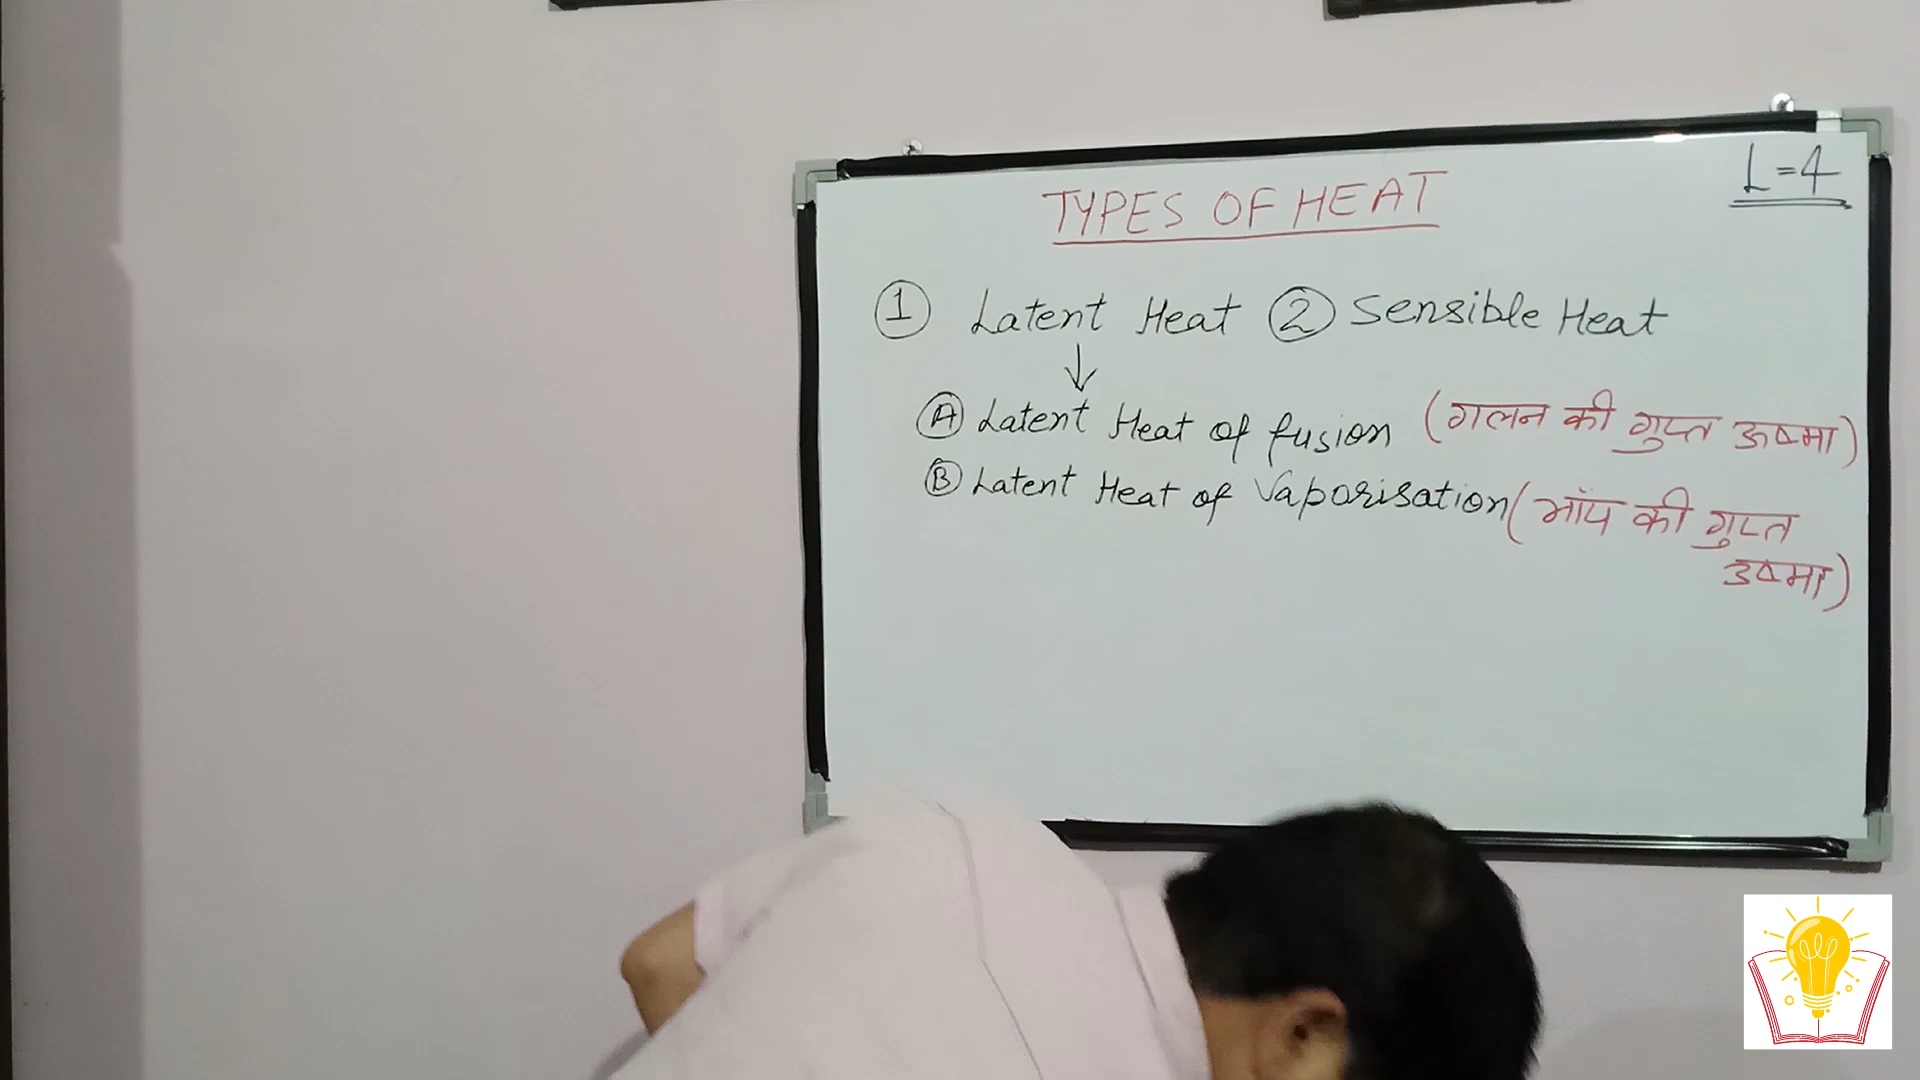 L=4
TYPES OF HEAT
① Latent Heat ② Sensible Heat
↓
Ⓐ Latent Heat of fusion (गलन की गुप्त ऊष्मा)
Ⓑ Latent Heat of Vaporisation (भाँप की गुप्त
उष्मा)